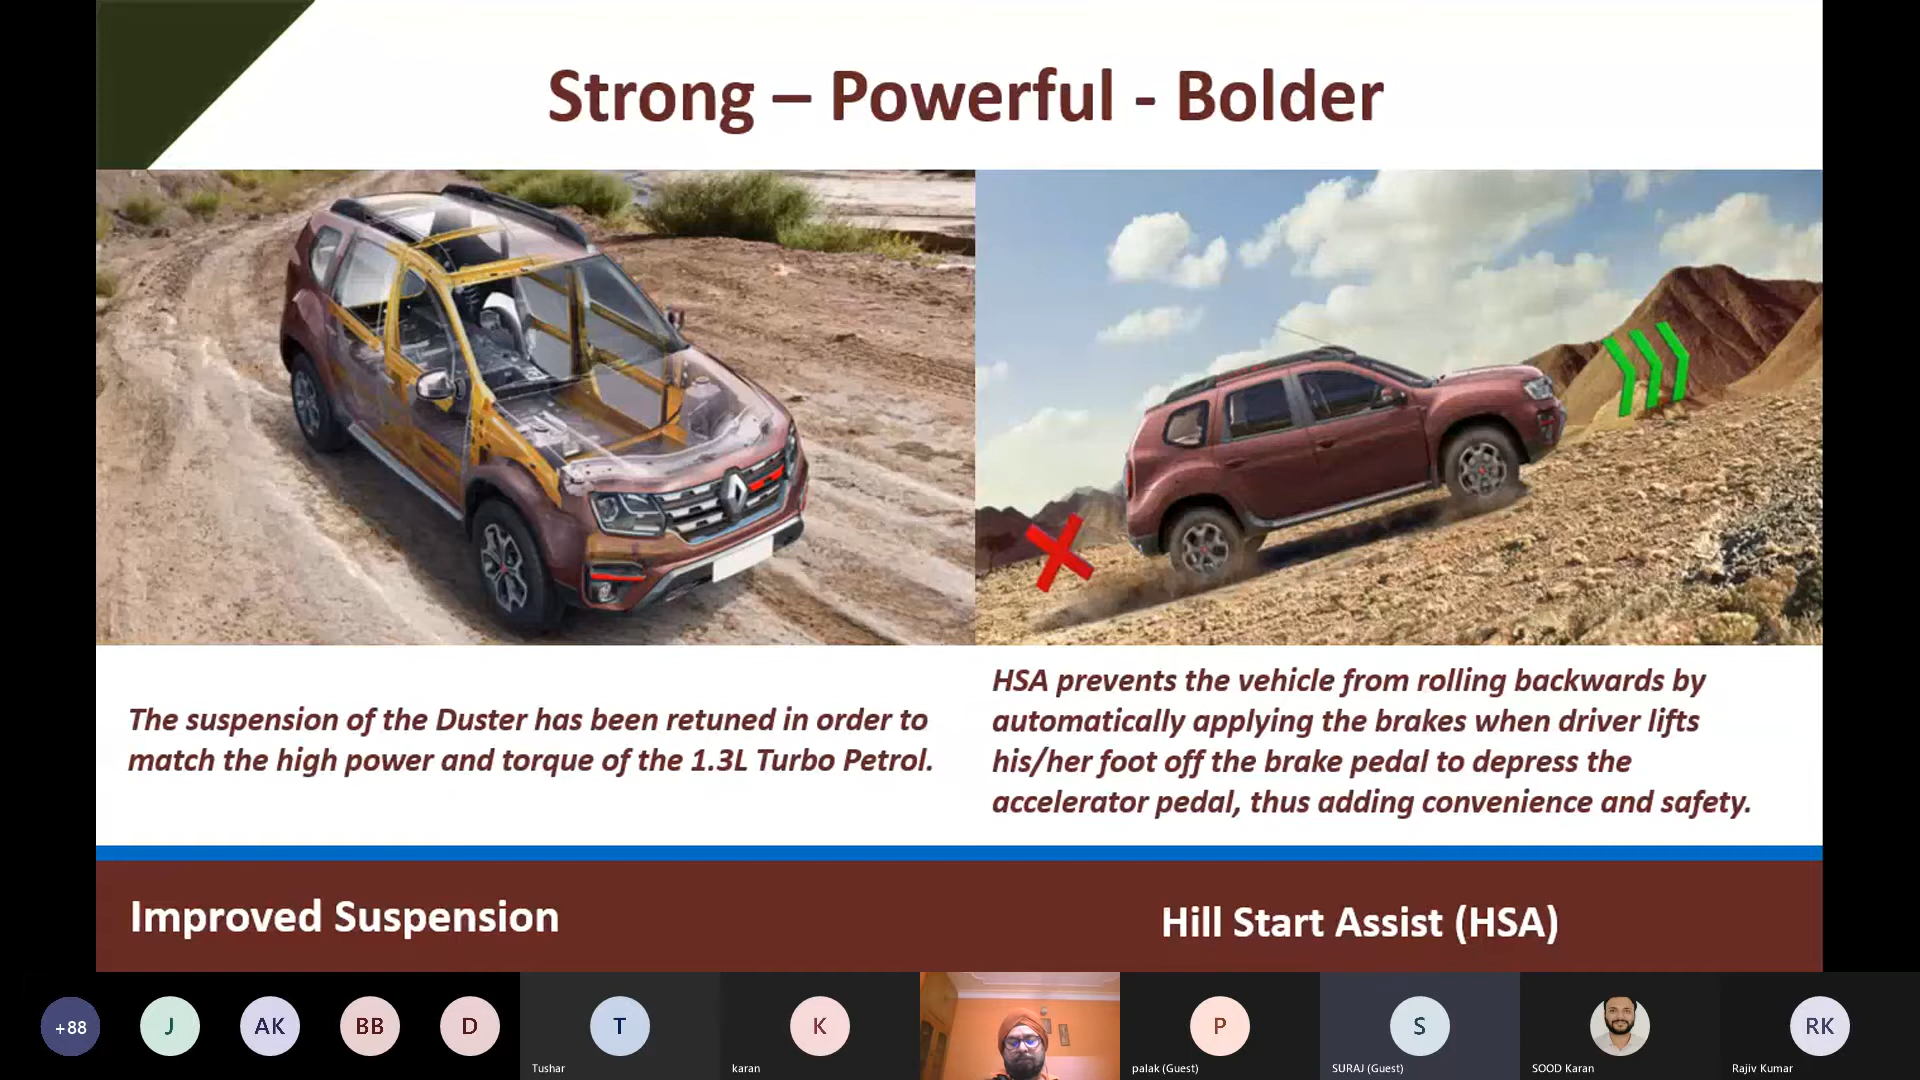 Strong – Powerful - Bolder
The suspension of the Duster has been retuned in order to
match the high power and torque of the 1.3L Turbo Petrol.
HSA prevents the vehicle from rolling backwards by
automatically applying the brakes when driver lifts
his/her foot off the brake pedal to depress the
accelerator pedal, thus adding convenience and safety.
Improved Suspension
Hill Start Assist (HSA)
+88
J
AK
BB
D
T
Tushar
K
karan
P
palak (Guest)
S
SURAJ (Guest)
SOOD Karan
RK
Rajiv Kumar